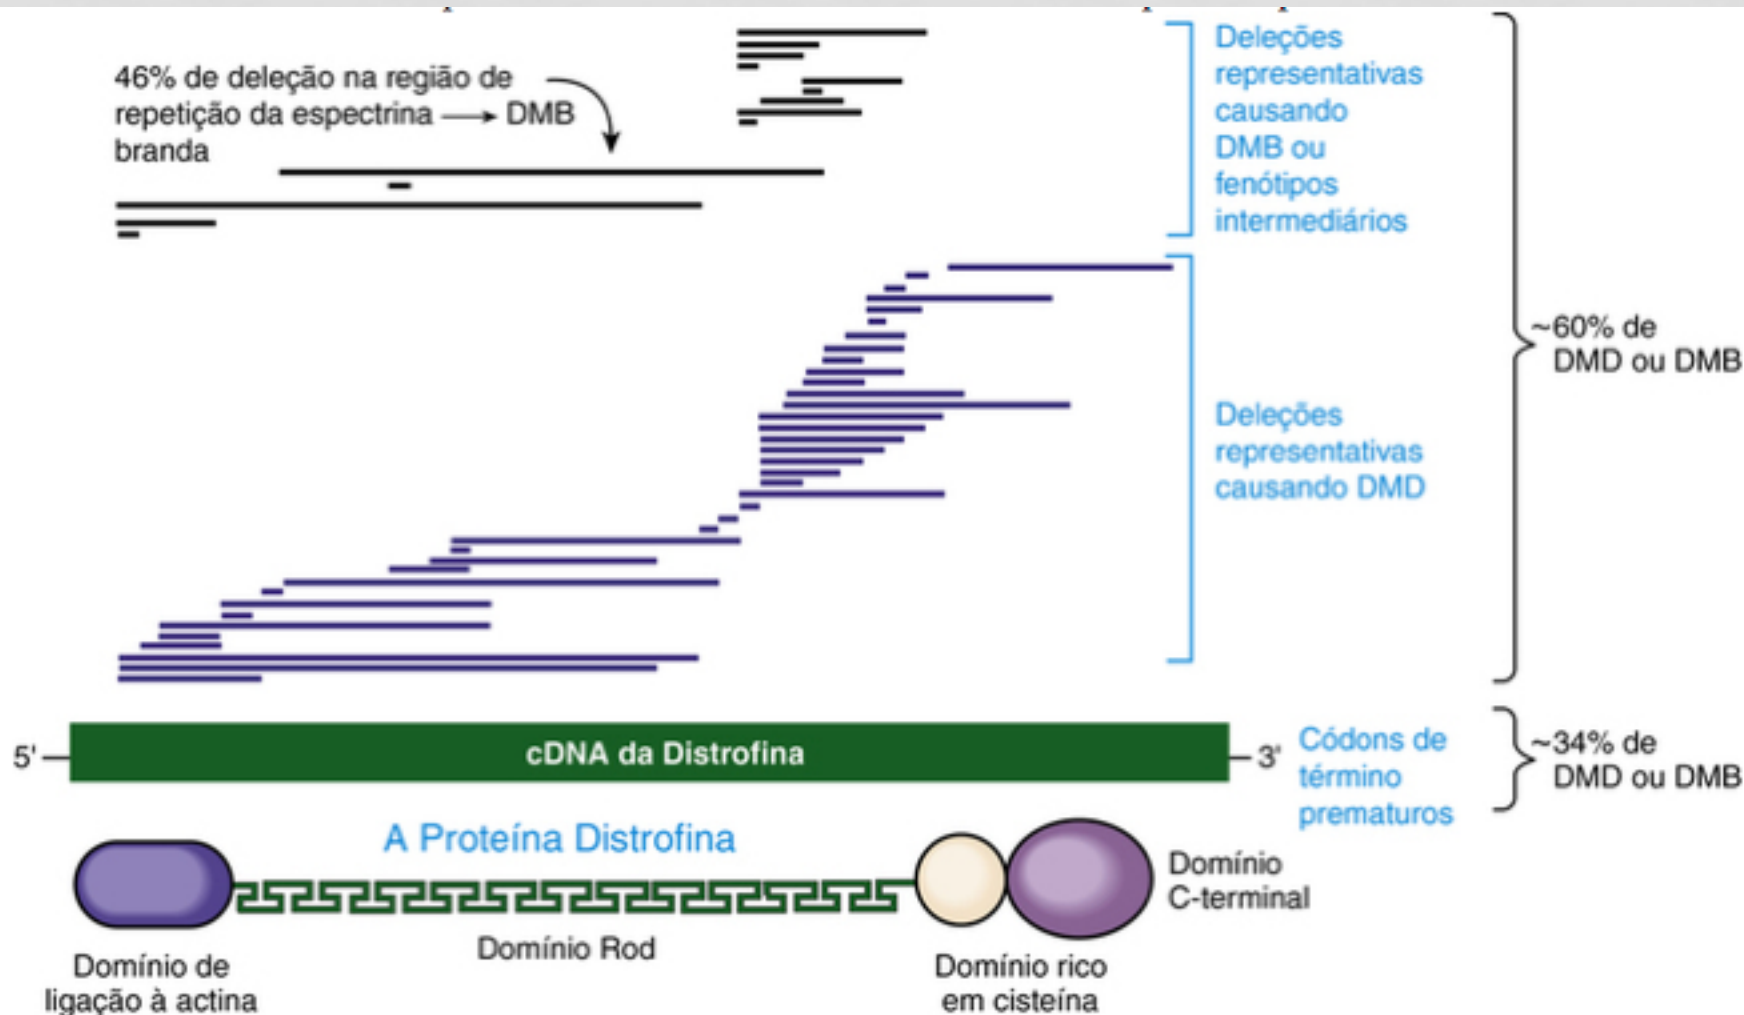 46% de deleção na região de
repetição da espectrina → DMB
branda
Deleções
representativas
causando
DMB ou
fenótipos
intermediários
Deleções
representativas
causando DMD
~60% de
DMD ou DMB
5'
cDNA da Distrofina
3'
Códons de
término
prematuros
~34% de
DMD ou DMB
A Proteína Distrofina
Domínio
C-terminal
Domínio Rod
Domínio de
ligação à actina
Domínio rico
em cisteína